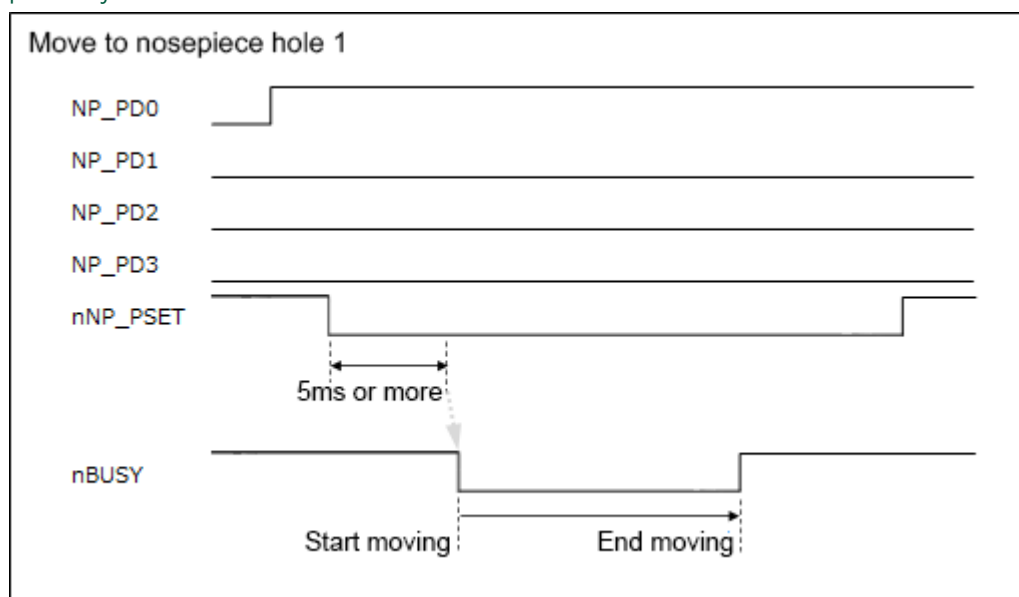 Move to nosepiece hole 1
NP_PD0
NP_PD1
NP_PD2
NP_PD3
nNP_PSET
5ms or more
nBUSY
Start moving
End moving